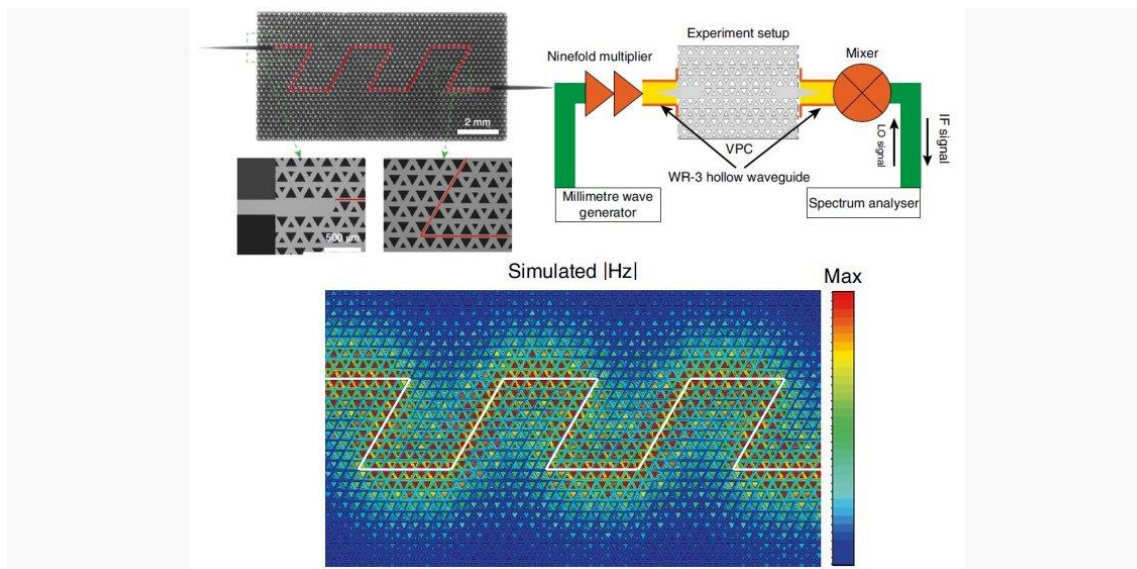 2 mm
500 μm
Experiment setup
Ninefold multiplier
Mixer
VPC
WR-3 hollow waveguide
LO signal
IF signal
Millimetre wave
generator
Spectrum analyser
Simulated |Hz|
Max